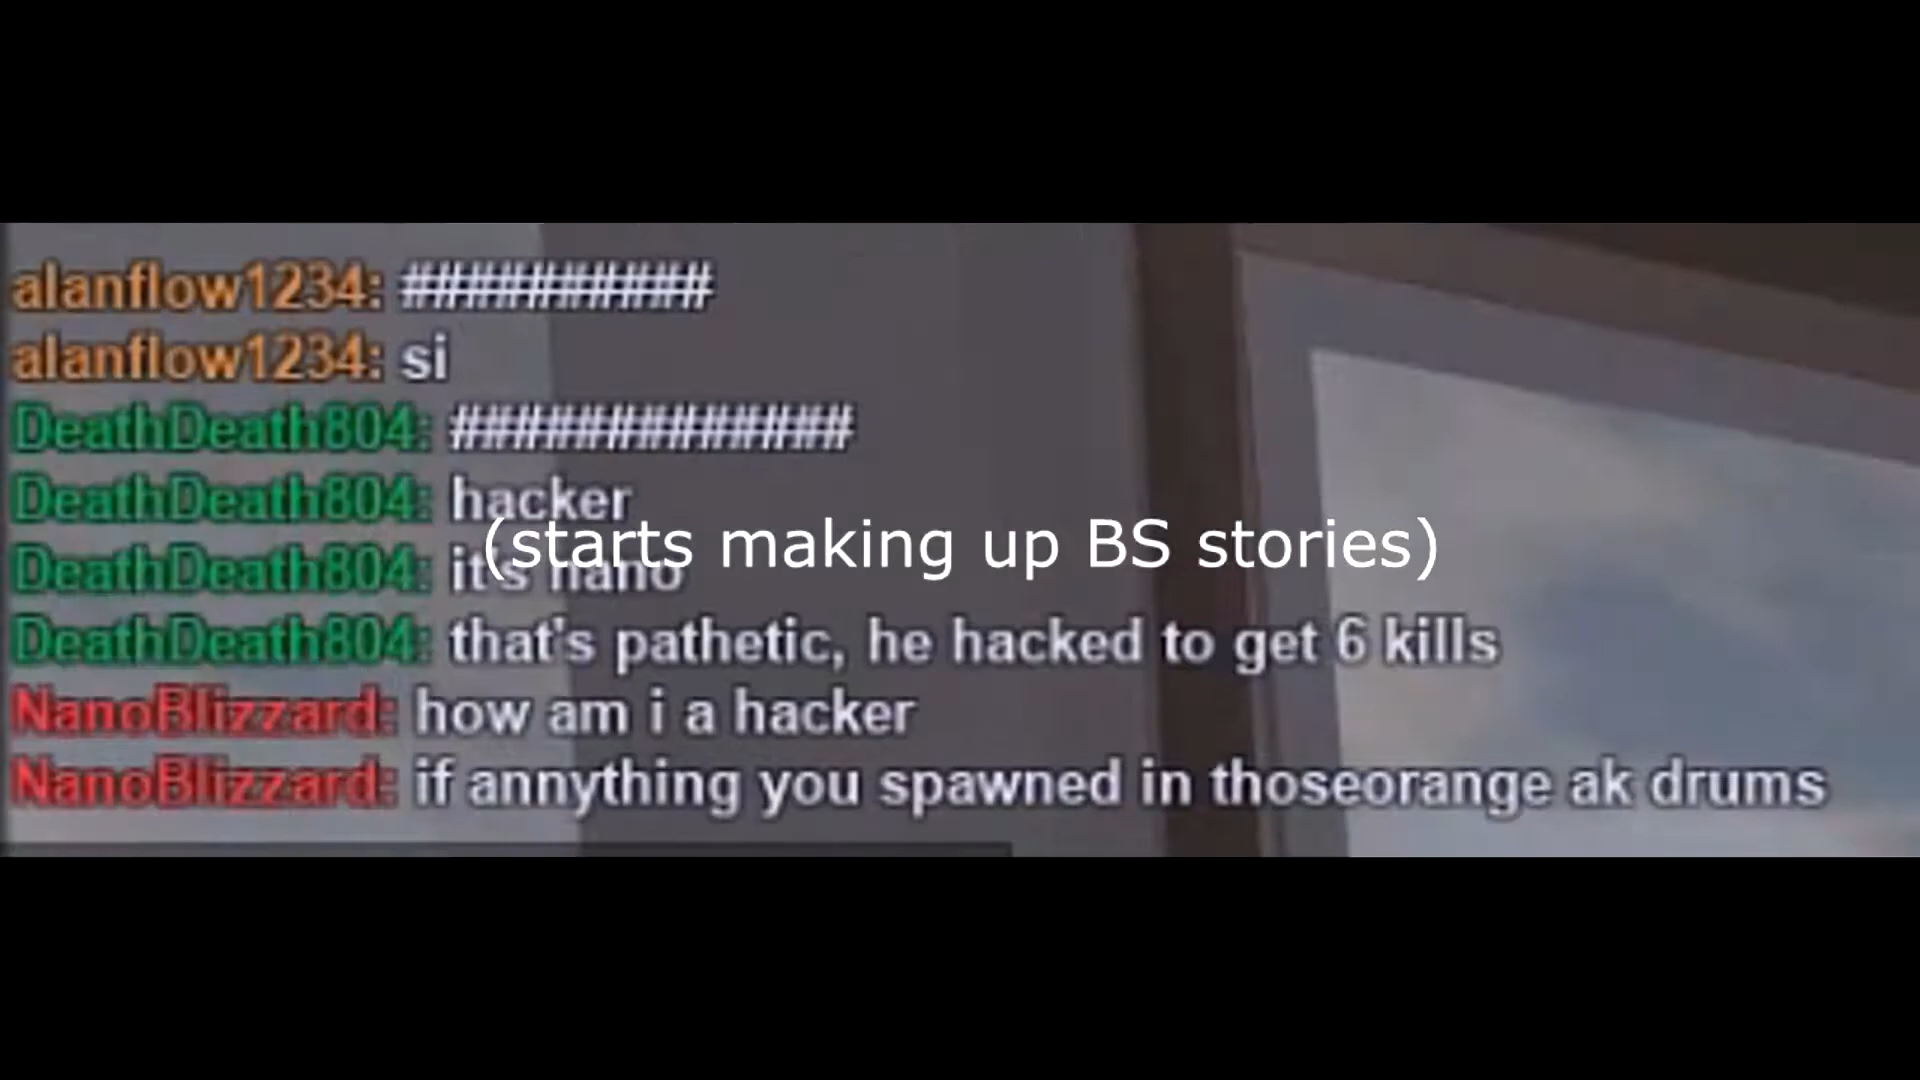 alanflow1234: ##########
alanflow1234: si
DeathDeath804: #############
DeathDeath804: hacker
(starts making up BS stories)
DeathDeath804: it's nano
DeathDeath804: that's pathetic, he hacked to get 6 kills
NanoBlizzard: how am i a hacker
NanoBlizzard: if annything you spawned in thoseorange ak drums